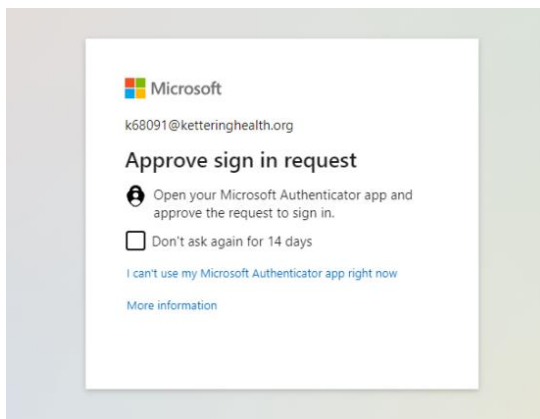 Microsoft
k68091@ketteringhealth.org
Approve sign in request
Open your Microsoft Authenticator app and
approve the request to sign in.
Don't ask again for 14 days
I can't use my Microsoft Authenticator app right now
More information